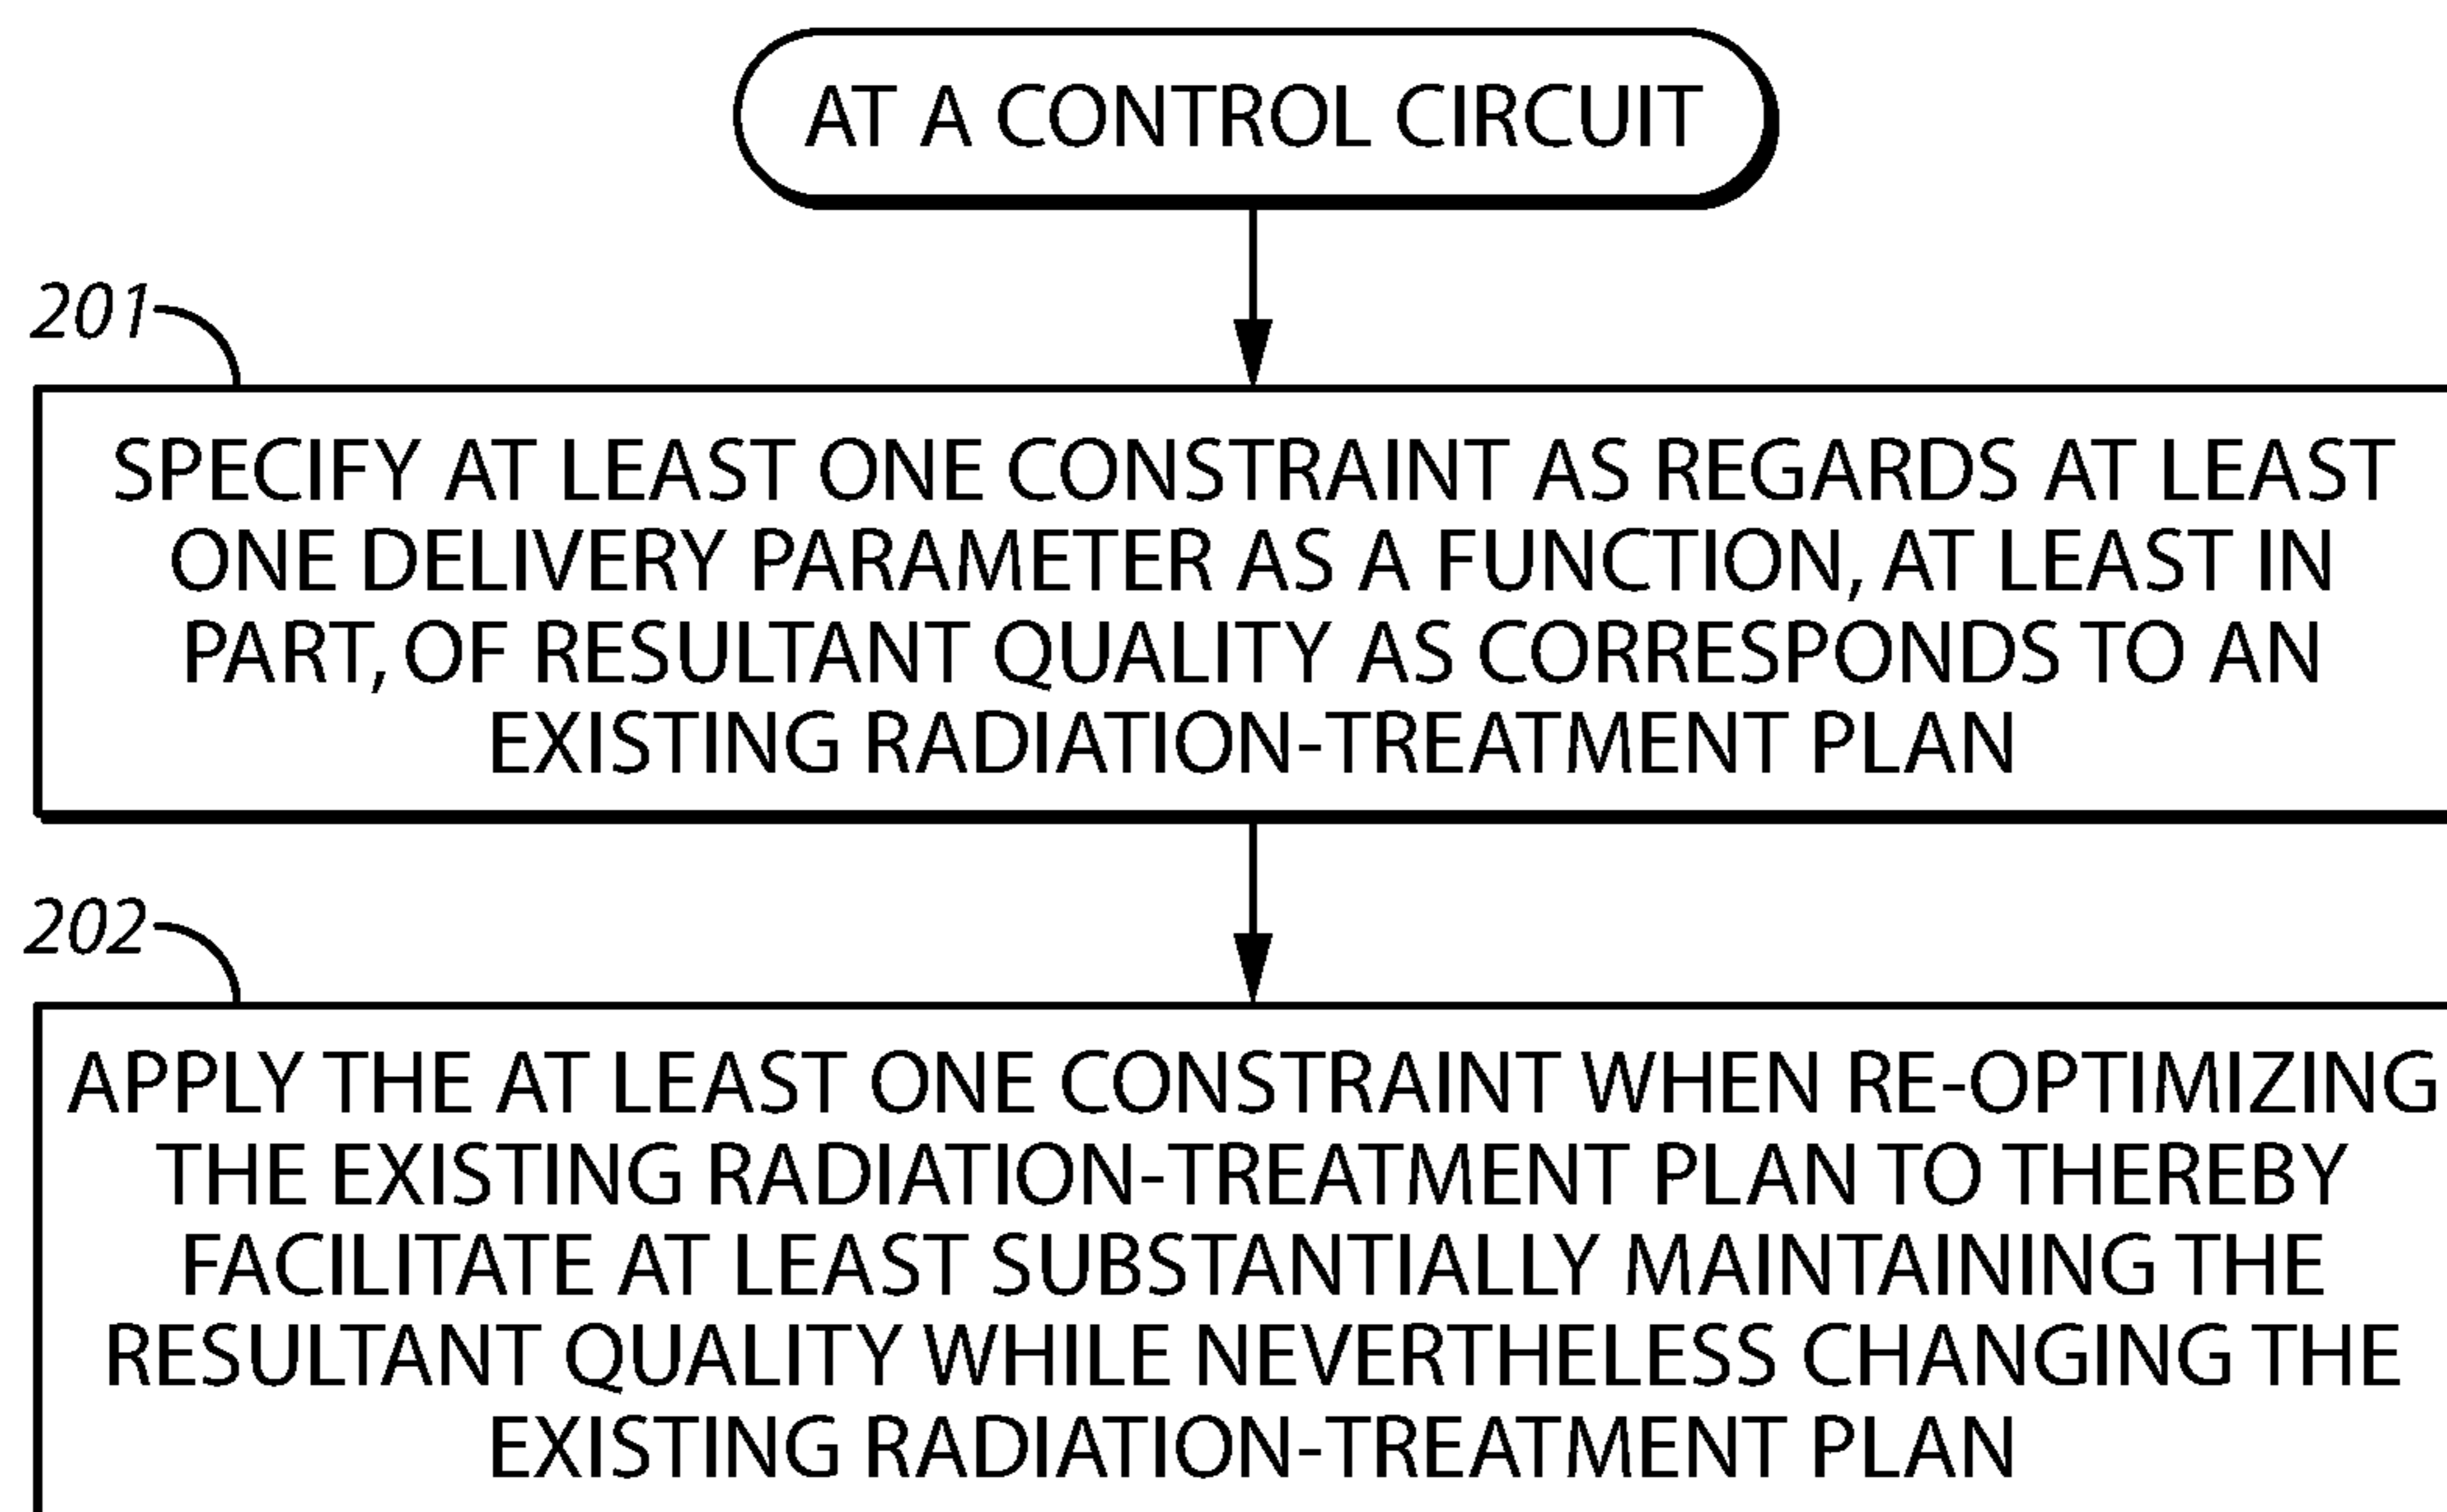 AT A CONTROL CIRCUIT
201
SPECIFY AT LEAST ONE CONSTRAINT AS REGARDS AT LEAST
ONE DELIVERY PARAMETER AS A FUNCTION, AT LEAST IN
PART, OF RESULTANT QUALITY AS CORRESPONDS TO AN
EXISTING RADIATION-TREATMENT PLAN
202
APPLY THE AT LEAST ONE CONSTRAINT WHEN RE-OPTIMIZING
THE EXISTING RADIATION-TREATMENT PLAN TO THEREBY
FACILITATE AT LEAST SUBSTANTIALLY MAINTAINING THE
RESULTANT QUALITY WHILE NEVERTHELESS CHANGING THE
EXISTING RADIATION-TREATMENT PLAN